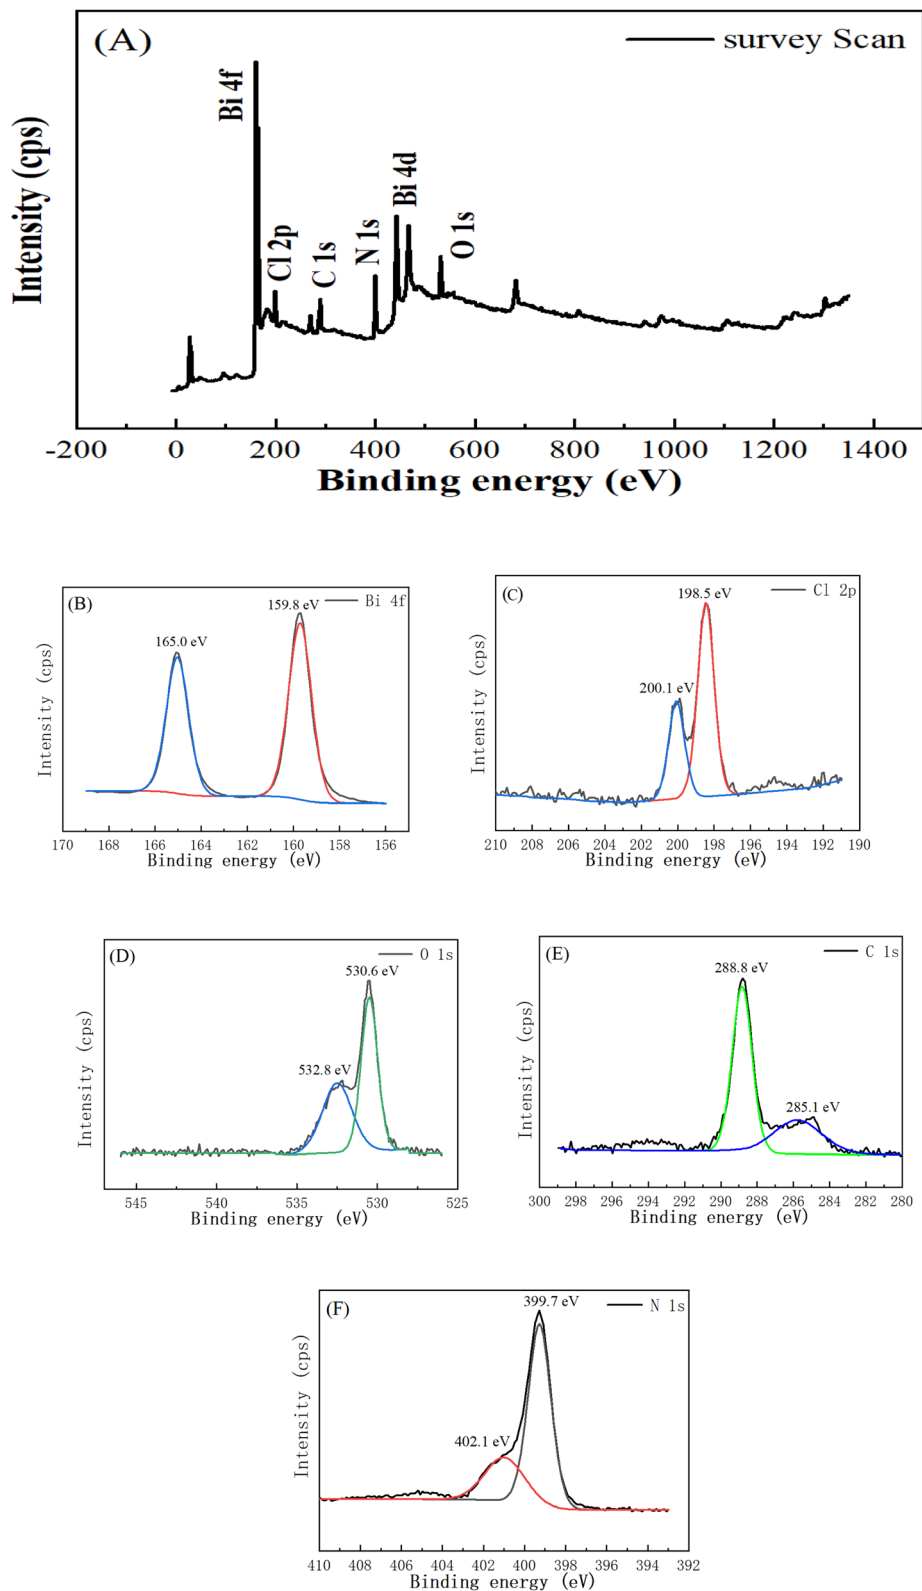 (A)
survey Scan
Intensity (cps)
Bi 4f
Cl 2p
C 1s
N 1s
Bi 4d
O 1s
-200 0 200 400 600 800 1000 1200 1400
Binding energy (eV)
(B)
Bi 4f
159.8 eV
165.0 eV
Intensity (cps)
170 168 166 164 162 160 158 156
Binding energy (eV)
(C)
Cl 2p
198.5 eV
200.1 eV
Intensity (cps)
210 208 206 204 202 200 198 196 194 192 190
Binding energy (eV)
(D)
O 1s
530.6 eV
532.8 eV
Intensity (cps)
545 540 535 530 525
Binding energy (eV)
(E)
C 1s
288.8 eV
285.1 eV
Intensity (cps)
300 298 296 294 292 290 288 286 284 282 280
Binding energy (eV)
(F)
N 1s
399.7 eV
402.1 eV
Intensity (cps)
410 408 406 404 402 400 398 396 394 392
Binding energy (eV)